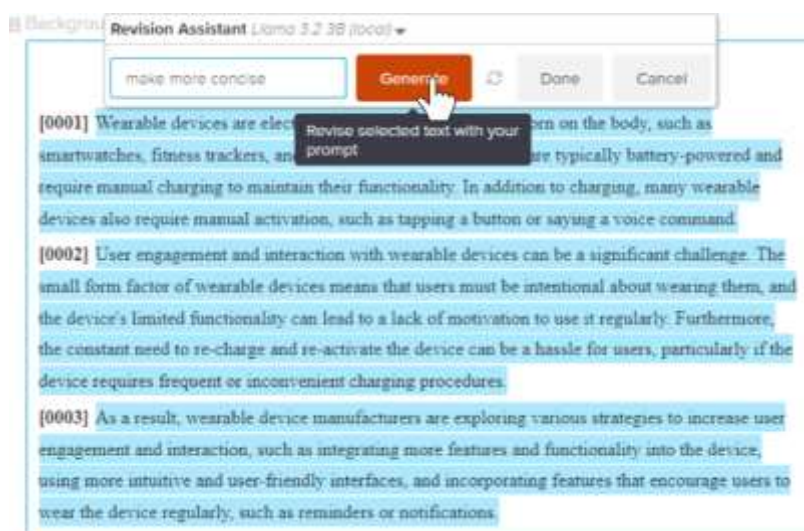 Background
Revision Assistant Llama 3.2 3B (local)
make more concise
Generate
Done
Cancel
Revise selected text with your
prompt
[0001] Wearable devices are elec orn on the body, such as
smartwatches, fitness trackers, an are typically battery-powered and
require manual charging to maintain their functionality. In addition to charging, many wearable
devices also require manual activation, such as tapping a button or saying a voice command.
[0002] User engagement and interaction with wearable devices can be a significant challenge. The
small form factor of wearable devices means that users must be intentional about wearing them, and
the device's limited functionality can lead to a lack of motivation to use it regularly. Furthermore,
the constant need to re-charge and re-activate the device can be a hassle for users, particularly if the
device requires frequent or inconvenient charging procedures.
[0003] As a result, wearable device manufacturers are exploring various strategies to increase user
engagement and interaction, such as integrating more features and functionality into the device,
using more intuitive and user-friendly interfaces, and incorporating features that encourage users to
wear the device regularly, such as reminders or notifications.